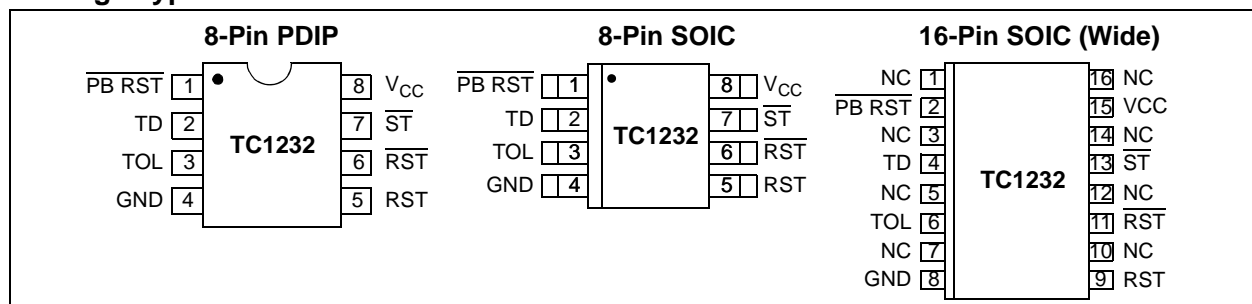 8-Pin PDIP
PB RST 1
TD 2
TOL 3
GND 4
TC1232
8 VCC
7 ST
6 RST
5 RST
8-Pin SOIC
PB RST 1
TD 2
TOL 3
GND 4
TC1232
8 VCC
7 ST
6 RST
5 RST
16-Pin SOIC (Wide)
NC 1
PB RST 2
NC 3
TD 4
NC 5
TOL 6
NC 7
GND 8
TC1232
16 NC
15 VCC
14 NC
13 ST
12 NC
11 RST
10 NC
9 RST